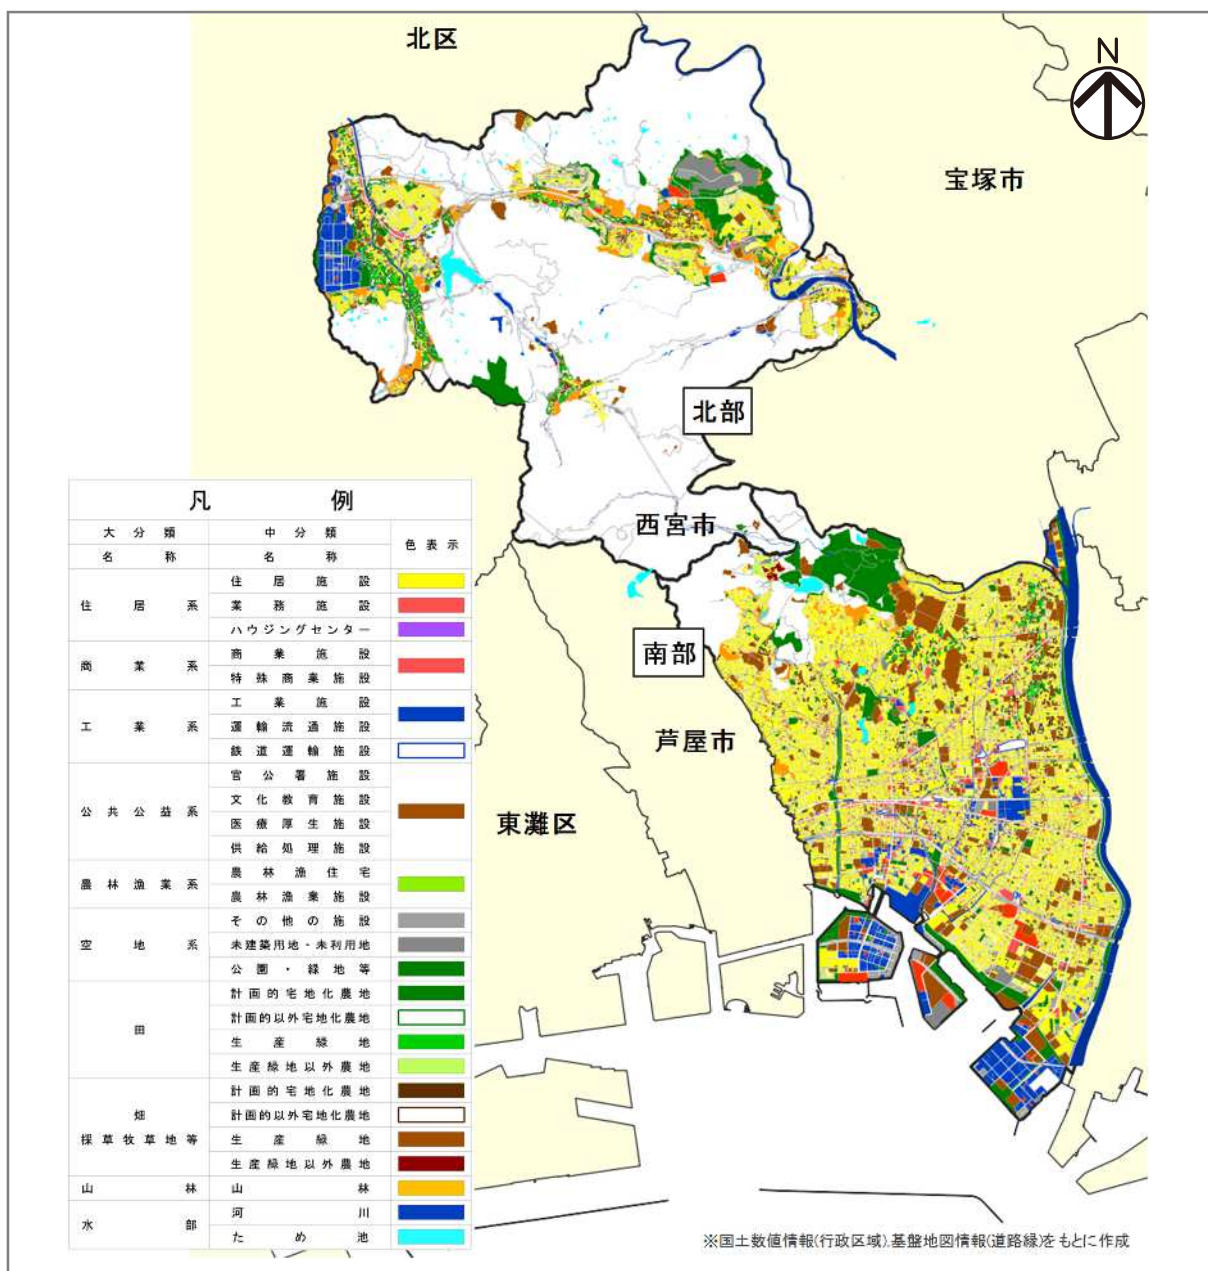 北区
N
宝塚市
北部
西宮市
南部
芦屋市
東灘区
凡例
大分類 中分類 色表示
名称 名称
住居系 住居施設
業務施設
ハウジングセンター
商業系 商業施設
特殊商業施設
工業系 工業施設
運輸流通施設
鉄道運輸施設
公共公益系 官公署施設
文化教育施設
医療厚生施設
供給処理施設
農林漁業系 農林漁住宅
農林漁業施設
空地系 その他の施設
未建築用地・未利用地
公園・緑地等
田 計画的宅地化農地
計画的以外宅地化農地
生産緑地
生産緑地以外農地
畑 計画的宅地化農地
計画的以外宅地化農地
採草牧草地等 生産緑地
生産緑地以外農地
山林 山林
水部 河川
ため池
※国土数値情報(行政区域),基盤地図情報(道路縁)をもとに作成